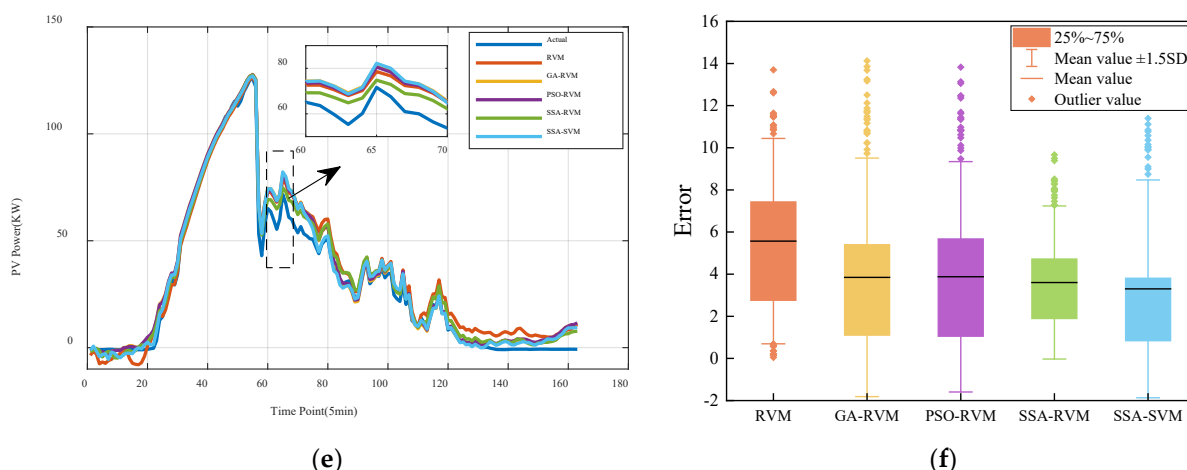 150
100
50
0
PV Power(KW)
0 20 40 60 80 100 120 140 160 180
Time Point(5min)
80
60
60 65 70
Actual
RVM
GA-RVM
PSO-RVM
SSA-RVM
SSA-SVM
(e)
16
14
12
10
8
6
4
2
0
-2
Error
25%~75%
Mean value ±1.5SD
Mean value
Outlier value
RVM GA-RVM PSO-RVM SSA-RVM SSA-SVM
(f)